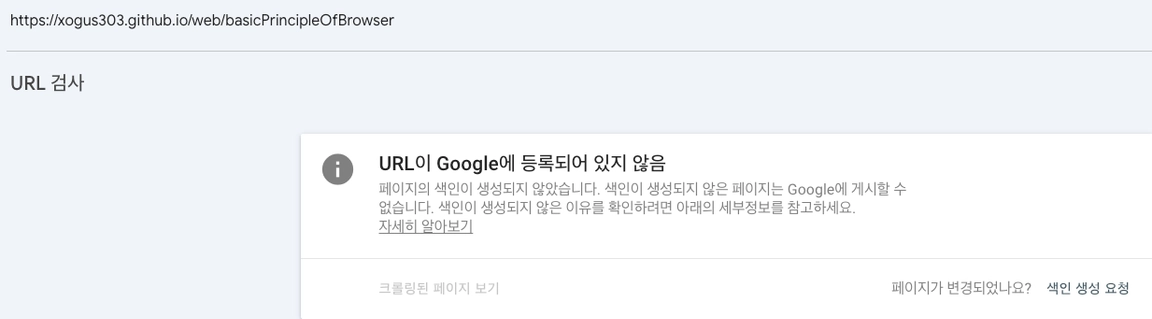 https://xogus303.github.io/web/basicPrincipleOfBrowser
URL 검사
URL이 Google에 등록되어 있지 않음
페이지의 색인이 생성되지 않았습니다. 색인이 생성되지 않은 페이지는 Google에 게시할 수
없습니다. 색인이 생성되지 않은 이유를 확인하려면 아래의 세부정보를 참고하세요.
자세히 알아보기
크롤링된 페이지 보기
페이지가 변경되었나요? 색인 생성 요청